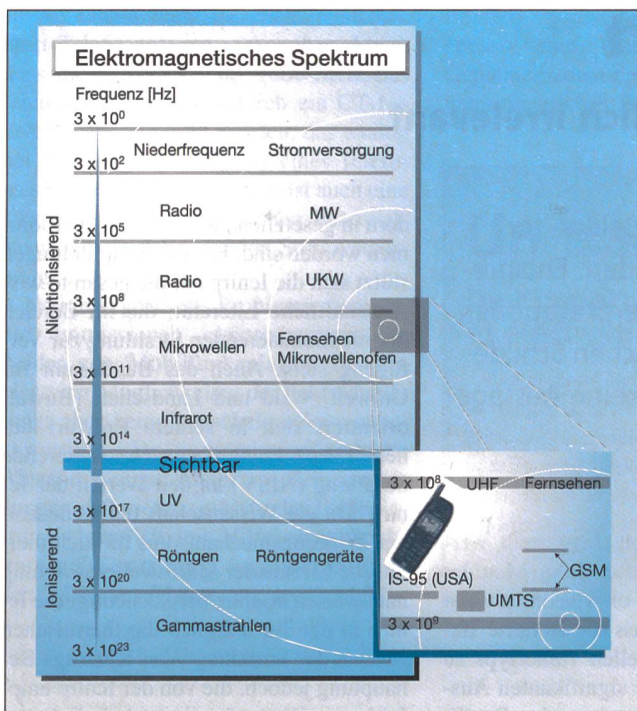 Elektromagnetisches Spektrum
Frequenz [Hz]
3 x 10⁰
Niederfrequenz Stromversorgung
3 x 10²
Radio MW
3 x 10⁵
Radio UKW
3 x 10⁸
Mikrowellen Fernsehen
Mikrowellenofen
3 x 10¹¹
Infrarot
3 x 10¹⁴
Sichtbar
UV
3 x 10¹⁷
Röntgen Röntgengeräte
3 x 10²⁰
Gammastrahlen
3 x 10²³
Nichtionisierend
Ionisierend
3 x 10⁸ UHF Fernsehen
GSM
IS-95 (USA)
UMTS
3 x 10⁹